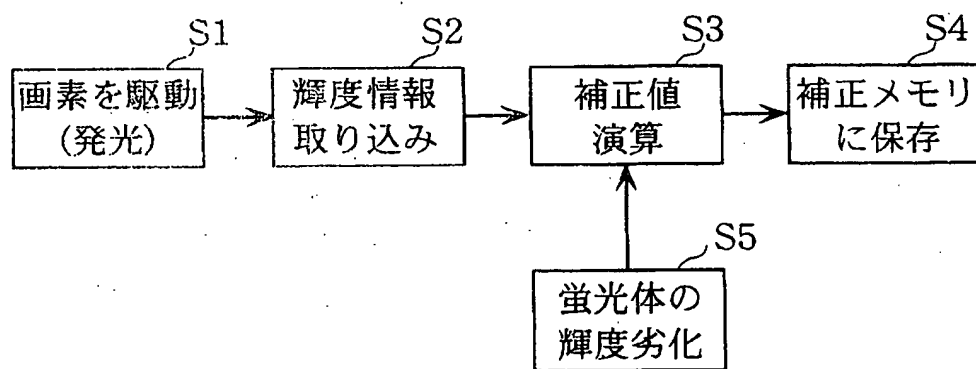 S1
画素を駆動
(発光)
S2
輝度情報
取り込み
S3
補正値
演算
S4
補正メモリ
に保存
S5
蛍光体の
輝度劣化